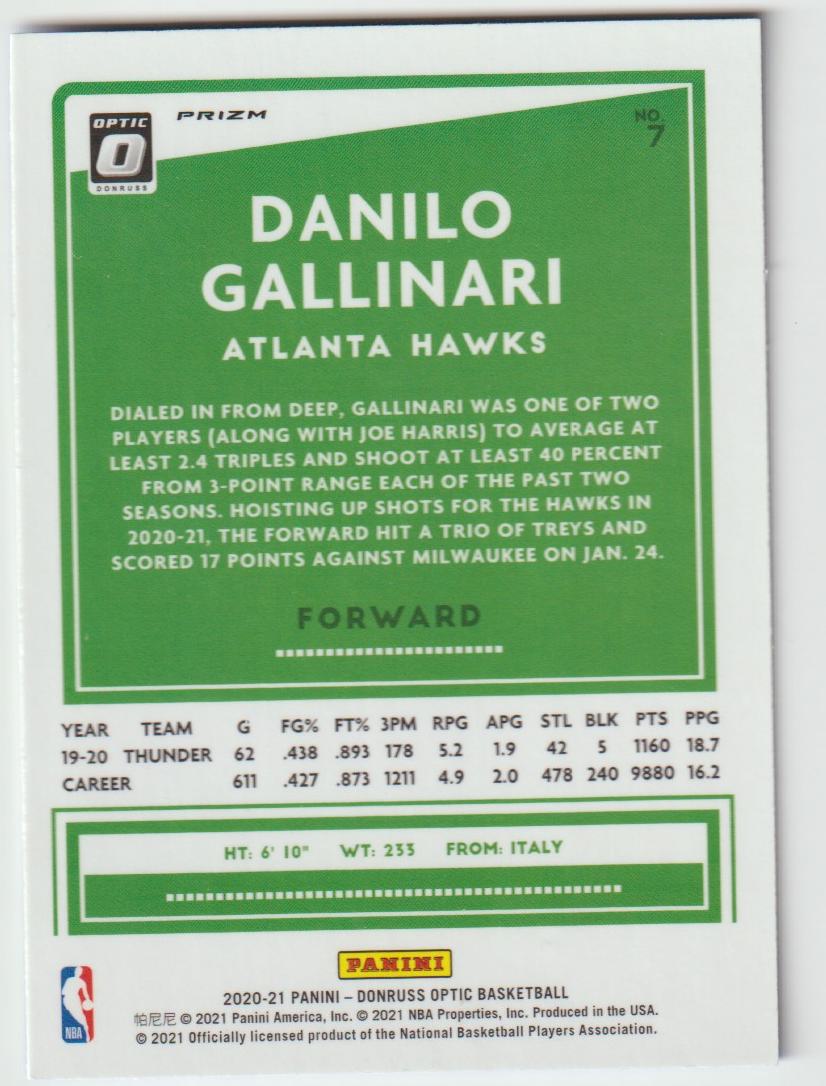 OPTIC
O
DONRUSS
PRIZM
NO.
7
DANILO
GALLINARI
ATLANTA HAWKS
DIALED IN FROM DEEP, GALLINARI WAS ONE OF TWO
PLAYERS (ALONG WITH JOE HARRIS) TO AVERAGE AT
LEAST 2.4 TRIPLES AND SHOOT AT LEAST 40 PERCENT
FROM 3-POINT RANGE EACH OF THE PAST TWO
SEASONS. HOISTING UP SHOTS FOR THE HAWKS IN
2020-21, THE FORWARD HIT A TRIO OF TREYS AND
SCORED 17 POINTS AGAINST MILWAUKEE ON JAN. 24.
FORWARD
YEAR TEAM G FG% FT% 3PM RPG APG STL BLK PTS PPG
19-20 THUNDER 62 .438 .893 178 5.2 1.9 42 5 1160 18.7
CAREER 611 .427 .873 1211 4.9 2.0 478 240 9880 16.2
HT: 6' 10" WT: 233 FROM: ITALY
PANINI
NBA
2020-21 PANINI – DONRUSS OPTIC BASKETBALL
帕尼尼 © 2021 Panini America, Inc. © 2021 NBA Properties, Inc. Produced in the USA.
© 2021 Officially licensed product of the National Basketball Players Association.